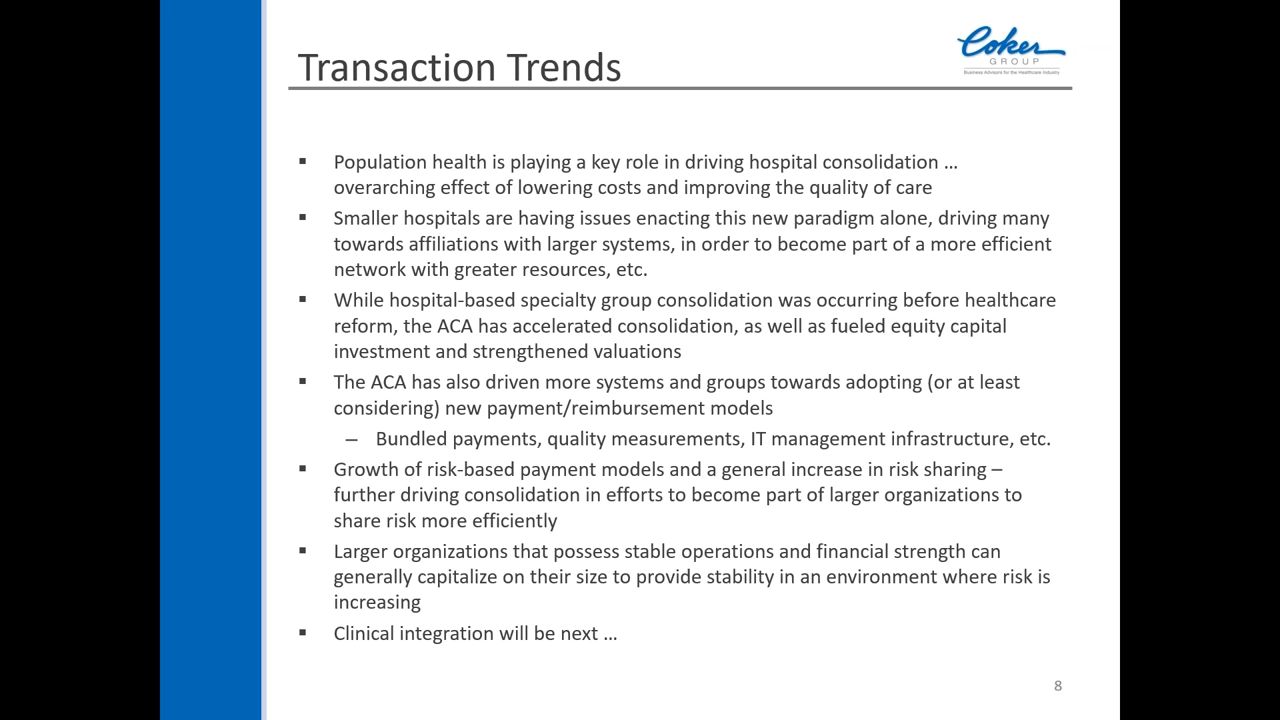 Transaction Trends
Coker
GROUP
Business Advisors for the Healthcare Industry
▪ Population health is playing a key role in driving hospital consolidation …
overarching effect of lowering costs and improving the quality of care
▪ Smaller hospitals are having issues enacting this new paradigm alone, driving many
towards affiliations with larger systems, in order to become part of a more efficient
network with greater resources, etc.
▪ While hospital-based specialty group consolidation was occurring before healthcare
reform, the ACA has accelerated consolidation, as well as fueled equity capital
investment and strengthened valuations
▪ The ACA has also driven more systems and groups towards adopting (or at least
considering) new payment/reimbursement models
– Bundled payments, quality measurements, IT management infrastructure, etc.
▪ Growth of risk-based payment models and a general increase in risk sharing –
further driving consolidation in efforts to become part of larger organizations to
share risk more efficiently
▪ Larger organizations that possess stable operations and financial strength can
generally capitalize on their size to provide stability in an environment where risk is
increasing
▪ Clinical integration will be next …
8